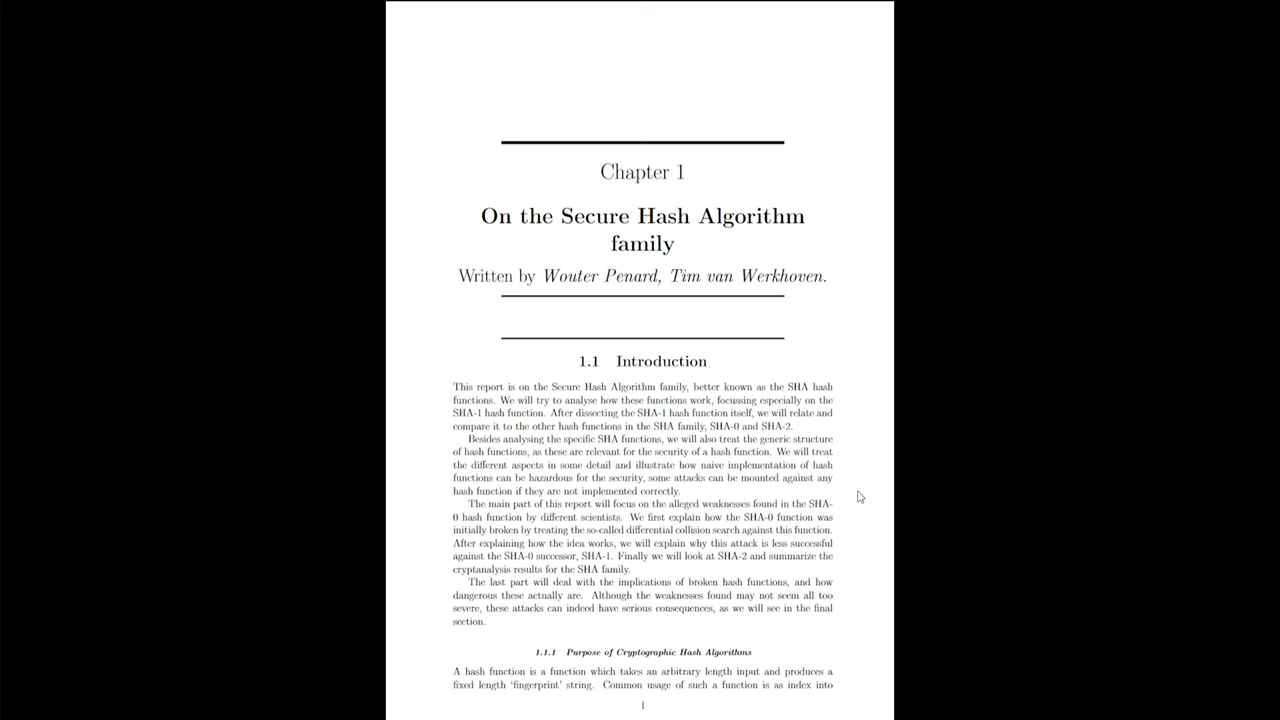 Chapter 1
On the Secure Hash Algorithm
family
Written by Wouter Penard, Tim van Werkhoven.
1.1 Introduction
This report is on the Secure Hash Algorithm family, better known as the SHA hash
functions. We will try to analyse how these functions work, focussing especially on the
SHA-1 hash function. After dissecting the SHA-1 hash function itself, we will relate and
compare it to the other hash functions in the SHA family, SHA-0 and SHA-2.
Besides analysing the specific SHA functions, we will also treat the generic structure
of hash functions, as these are relevant for the security of a hash function. We will treat
the different aspects in some detail and illustrate how naive implementation of hash
functions can be hazardous for the security, some attacks can be mounted against any
hash function if they are not implemented correctly.
The main part of this report will focus on the alleged weaknesses found in the SHA-
0 hash function by different scientists. We first explain how the SHA-0 function was
initially broken by treating the so-called differential collision search against this function.
After explaining how the idea works, we will explain why this attack is less successful
against the SHA-0 successor, SHA-1. Finally we will look at SHA-2 and summarize the
cryptanalysis results for the SHA family.
The last part will deal with the implications of broken hash functions, and how
dangerous these actually are. Although the weaknesses found may not seem all too
severe, these attacks can indeed have serious consequences, as we will see in the final
section.
1.1.1 Purpose of Cryptographic Hash Algorithms
A hash function is a function which takes an arbitrary length input and produces a
fixed length 'fingerprint' string. Common usage of such a function is as index into
1